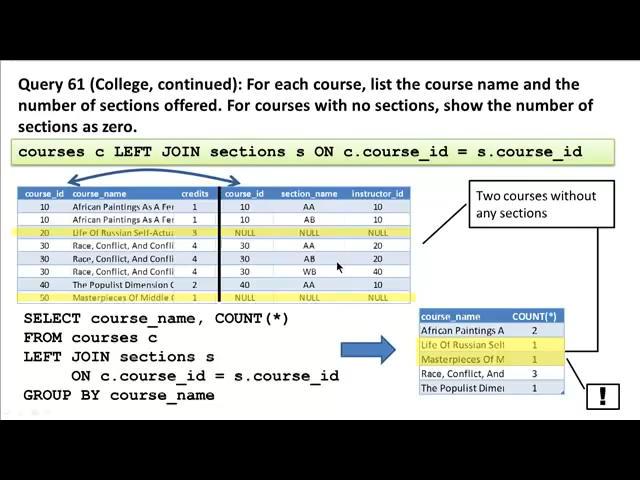 Query 61 (College, continued): For each course, list the course name and the
number of sections offered. For courses with no sections, show the number of
sections as zero.
courses c LEFT JOIN sections s ON c.course_id = s.course_id
course_id course_name credits course_id section_name instructor_id
10 African Paintings As A Fer 1 10 AA 10
10 African Paintings As A Fer 1 10 AB 10
20 Life Of Russian Self-Actua 3 NULL NULL NULL
30 Race, Conflict, And Confli 4 30 AA 20
30 Race, Conflict, And Confli 4 30 AB 20
30 Race, Conflict, And Confli 4 30 WB 40
40 The Populist Dimension C 2 40 AA 10
50 Masterpieces Of Middle C 1 NULL NULL NULL
Two courses without
any sections
SELECT course_name, COUNT(*)
FROM courses c
LEFT JOIN sections s
ON c.course_id = s.course_id
GROUP BY course_name
course_name COUNT(*)
African Paintings A 2
Life Of Russian Self 1
Masterpieces Of M 1
Race, Conflict, And 3
The Populist Dimer 1
!